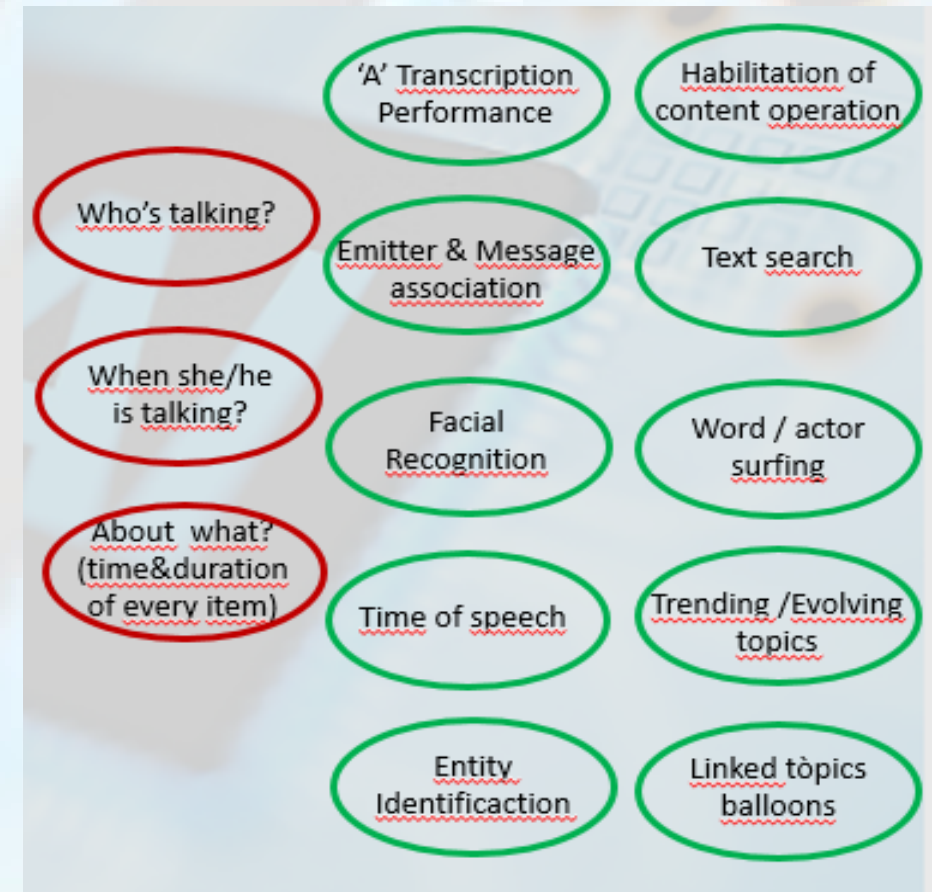 Who's talking?
When she/he
is talking?
About  what?
(time&duration
of every item)
‘A’ Transcription
Performance
Emitter & Message
association
Facial
Recognition
Time of speech
Entity
Identificaction
Habilitation of
content operation
Text search
Word / actor
surfing
Trending /Evolving
topics
Linked tòpics
balloons